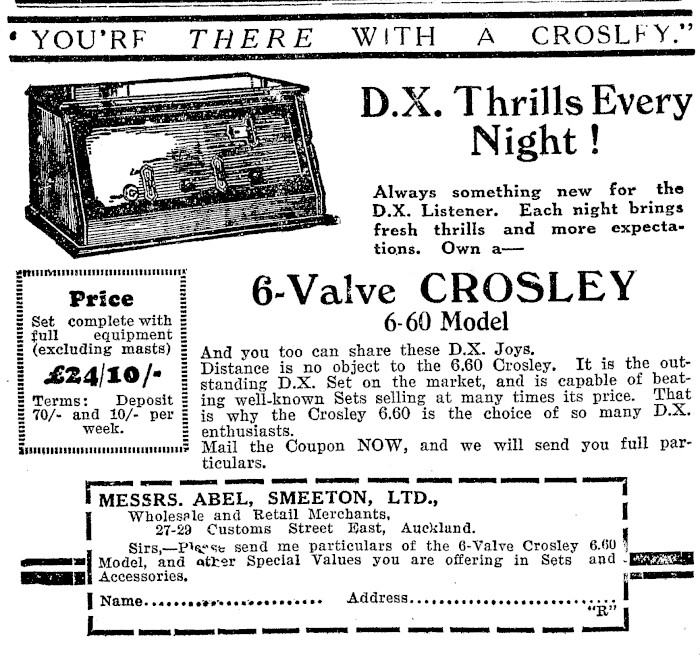 "YOU'RE THERE WITH A CROSLEY."
D.X. Thrills Every
Night!
Always something new for the
D.X. Listener. Each night brings
fresh thrills and more expecta-
tions. Own a—
6-Valve CROSLEY
6-60 Model
Price
Set complete with
full equipment
(excluding masts)
£24/10/-
Terms: Deposit
70/- and 10/- per
week.
And you too can share these D.X. Joys.
Distance is no object to the 6.60 Crosley. It is the out-
standing D.X. Set on the market, and is capable of beat-
ing well-known Sets selling at many times its price. That
is why the Crosley 6.60 is the choice of so many D.X.
enthusiasts.
Mail the Coupon NOW, and we will send you full par-
ticulars.
MESSRS. ABEL, SMEETON, LTD.,
Wholesale and Retail Merchants,
27-29 Customs Street East, Auckland.
Sirs,—Please send me particulars of the 6-Valve Crosley 6.60
Model, and other Special Values you are offering in Sets and
Accessories.
Name........................ Address............................
"R"